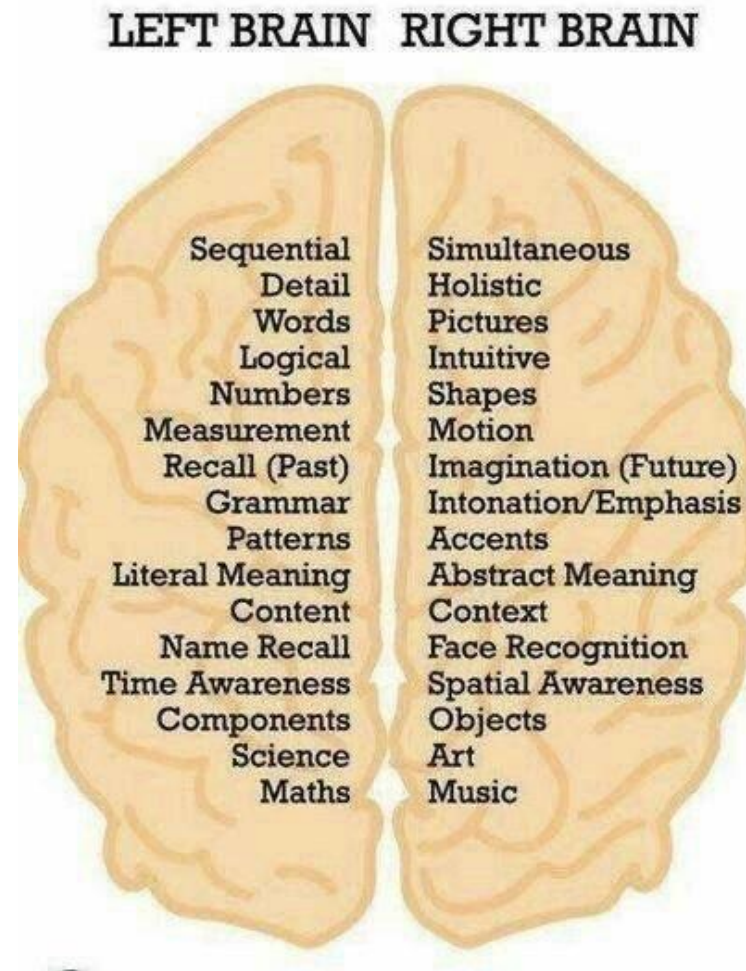 LEFT BRAIN RIGHT BRAIN
Sequential Simultaneous
Detail Holistic
Words Pictures
Logical Intuitive
Numbers Shapes
Measurement Motion
Recall (Past) Imagination (Future)
Grammar Intonation/Emphasis
Patterns Accents
Literal Meaning Abstract Meaning
Content Context
Name Recall Face Recognition
Time Awareness Spatial Awareness
Components Objects
Science Art
Maths Music